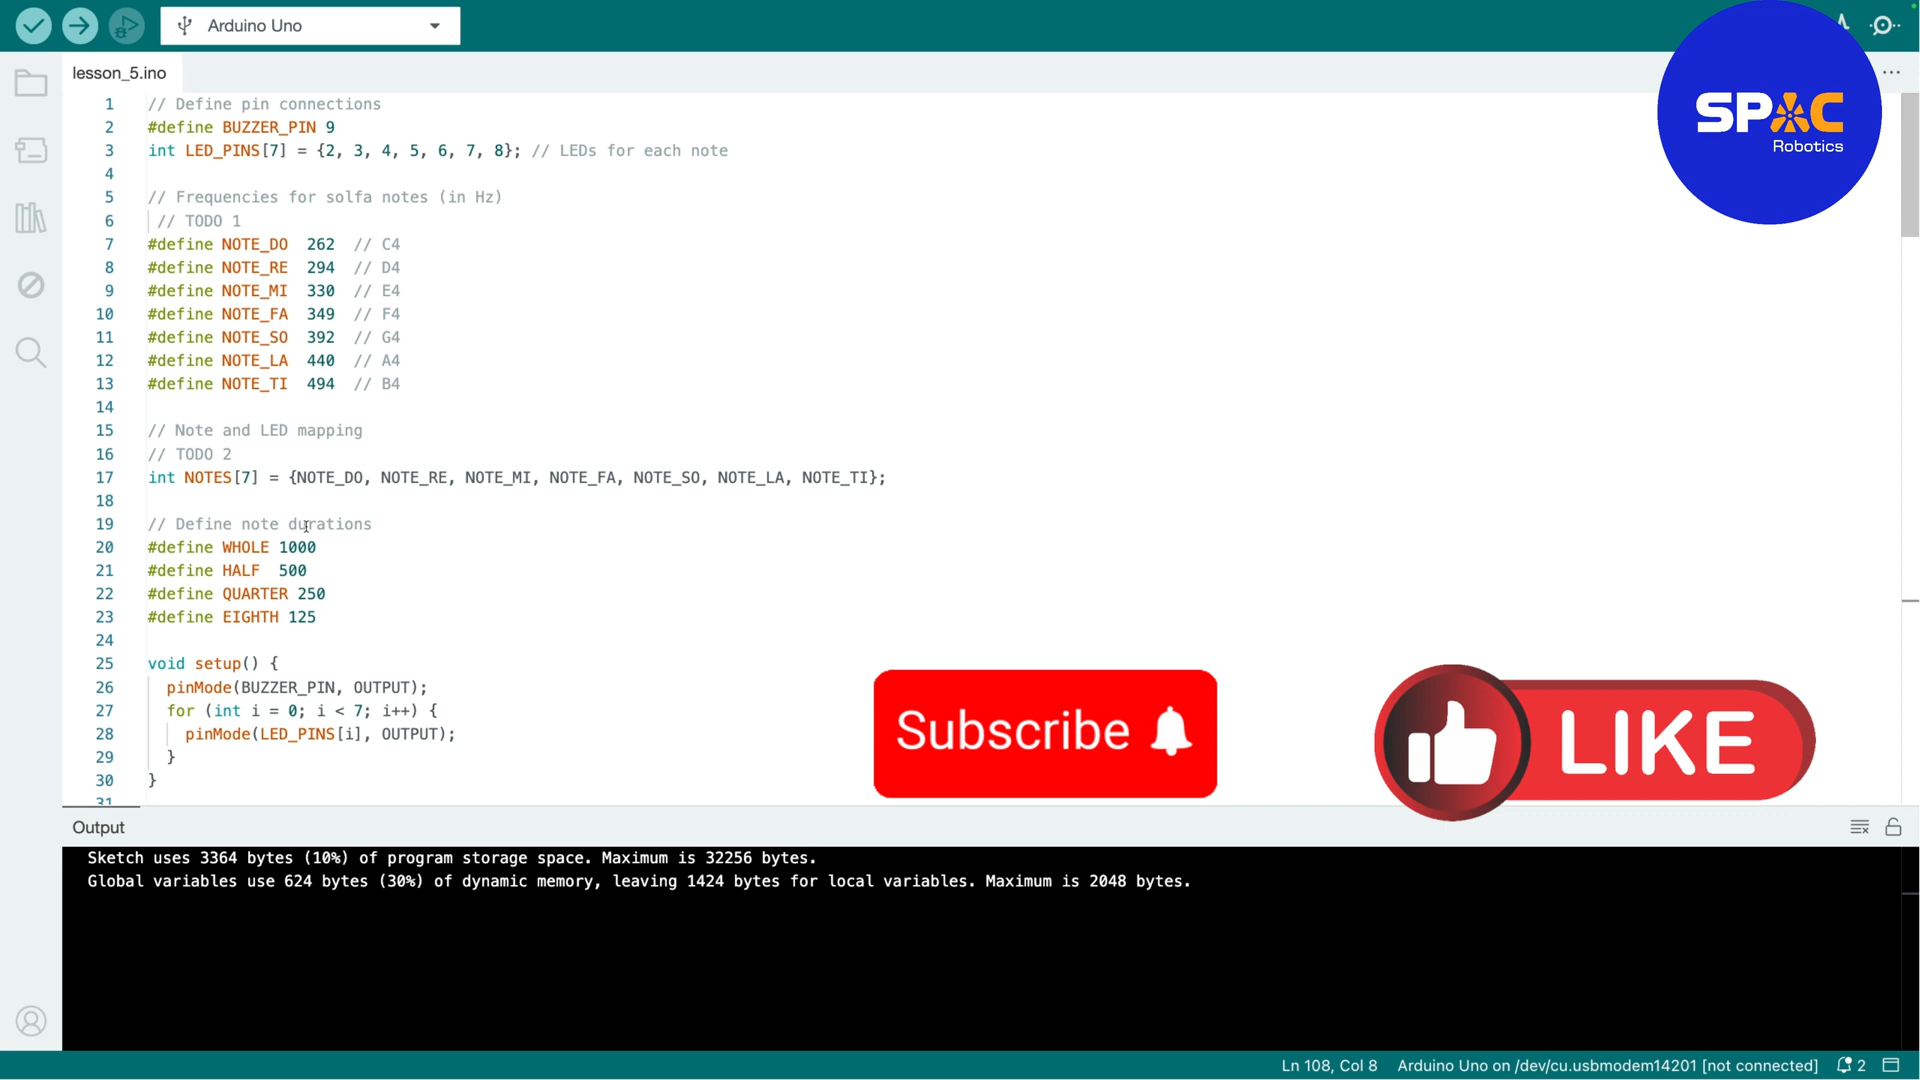 Arduino Uno
lesson_5.ino
SPAC
Robotics
1 // Define pin connections
2 #define BUZZER_PIN 9
3 int LED_PINS[7] = {2, 3, 4, 5, 6, 7, 8}; // LEDs for each note
4
5 // Frequencies for solfa notes (in Hz)
6 // TODO 1
7 #define NOTE_DO  262  // C4
8 #define NOTE_RE  294  // D4
9 #define NOTE_MI  330  // E4
10 #define NOTE_FA  349  // F4
11 #define NOTE_SO  392  // G4
12 #define NOTE_LA  440  // A4
13 #define NOTE_TI  494  // B4
14
15 // Note and LED mapping
16 // TODO 2
17 int NOTES[7] = {NOTE_DO, NOTE_RE, NOTE_MI, NOTE_FA, NOTE_SO, NOTE_LA, NOTE_TI};
18
19 // Define note durations
20 #define WHOLE 1000
21 #define HALF  500
22 #define QUARTER 250
23 #define EIGHTH 125
24
25 void setup() {
26 pinMode(BUZZER_PIN, OUTPUT);
27 for (int i = 0; i < 7; i++) {
28 pinMode(LED_PINS[i], OUTPUT);
29 }
30 }
31
Subscribe
LIKE
Output
Sketch uses 3364 bytes (10%) of program storage space. Maximum is 32256 bytes.
Global variables use 624 bytes (30%) of dynamic memory, leaving 1424 bytes for local variables. Maximum is 2048 bytes.
Ln 108, Col 8 Arduino Uno on /dev/cu.usbmodem14201 [not connected] 2